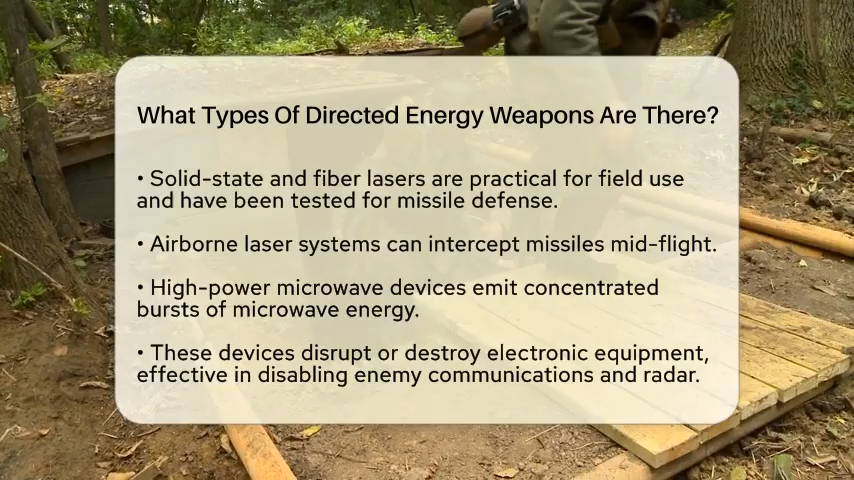 What Types Of Directed Energy Weapons Are There?
• Solid-state and fiber lasers are practical for field use
and have been tested for missile defense.
• Airborne laser systems can intercept missiles mid-flight.
• High-power microwave devices emit concentrated
bursts of microwave energy.
• These devices disrupt or destroy electronic equipment,
effective in disabling enemy communications and radar.